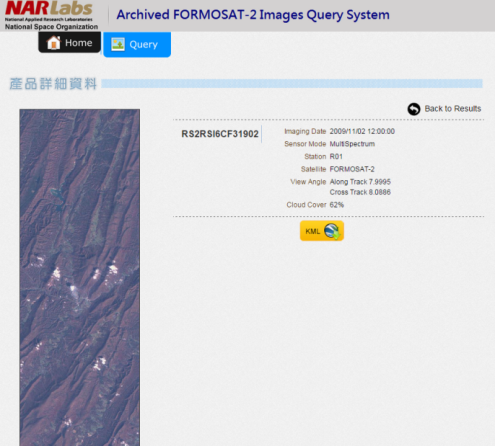 NARLabs
National Applied Research Laboratories
National Space Organization
Archived FORMOSAT-2 Images Query System
Home
Query
產品詳細資料
Back to Results
RS2RSI6CF31902
Imaging Date 2009/11/02 12:00:00
Sensor Mode MultiSpectrum
Station R01
Satellite FORMOSAT-2
View Angle Along Track 7.9995
Cross Track 8.0886
Cloud Cover 62%
KML